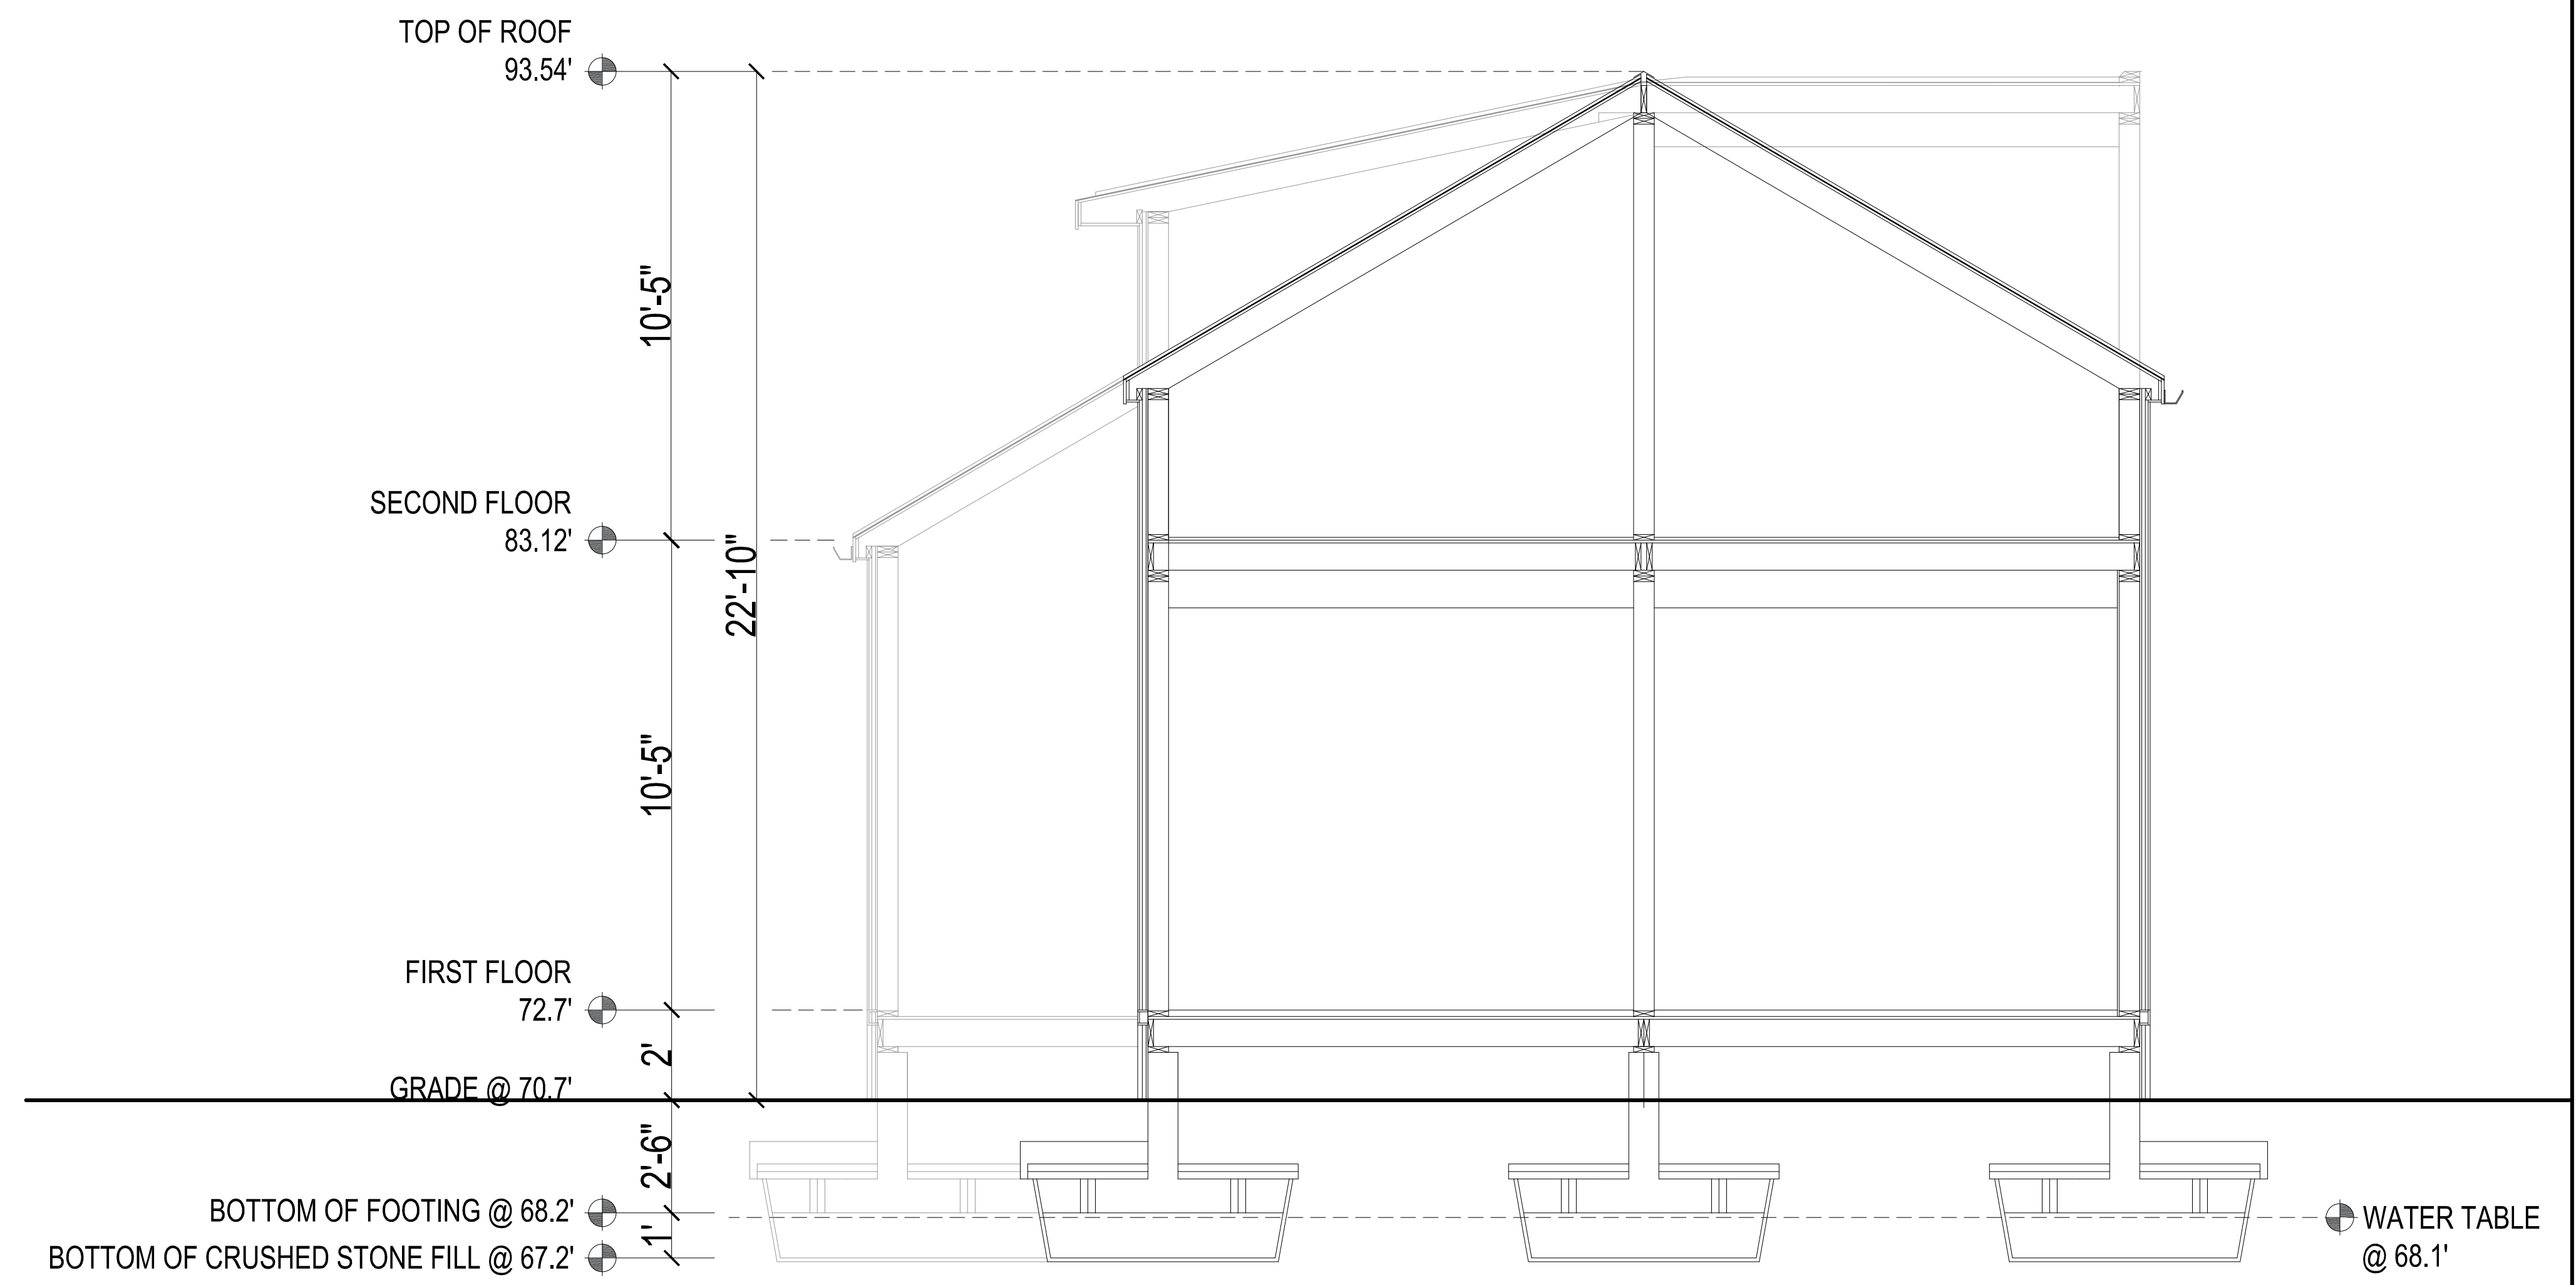 TOP OF ROOF
93.54'
10'-5"
SECOND FLOOR
83.12'
22'-10"
10'-5"
FIRST FLOOR
72.7'
2'
GRADE @ 70.7'
2'-6"
BOTTOM OF FOOTING @ 68.2'
1'
BOTTOM OF CRUSHED STONE FILL @ 67.2'
WATER TABLE
@ 68.1'